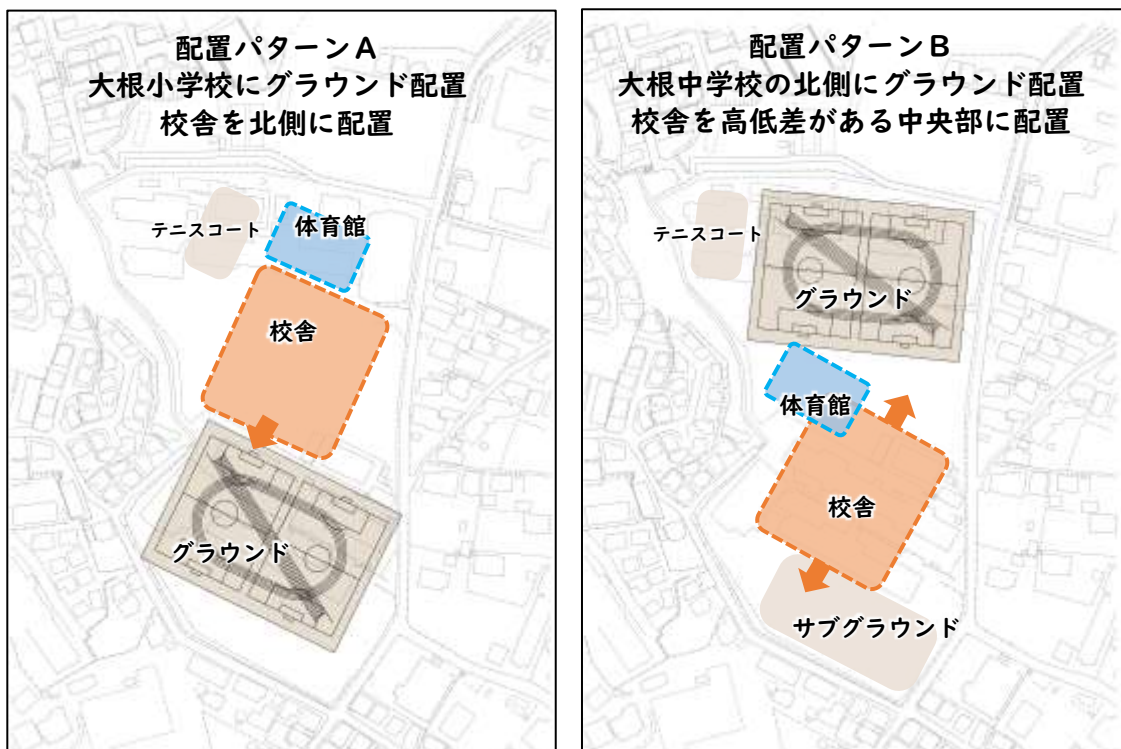 配置パターンA
大根小学校にグラウンド配置
校舎を北側に配置
テニスコート
体育館
校舎
グラウンド
配置パターンB
大根中学校の北側にグラウンド配置
校舎を高低差がある中央部に配置
テニスコート
グラウンド
体育館
校舎
サブグラウンド